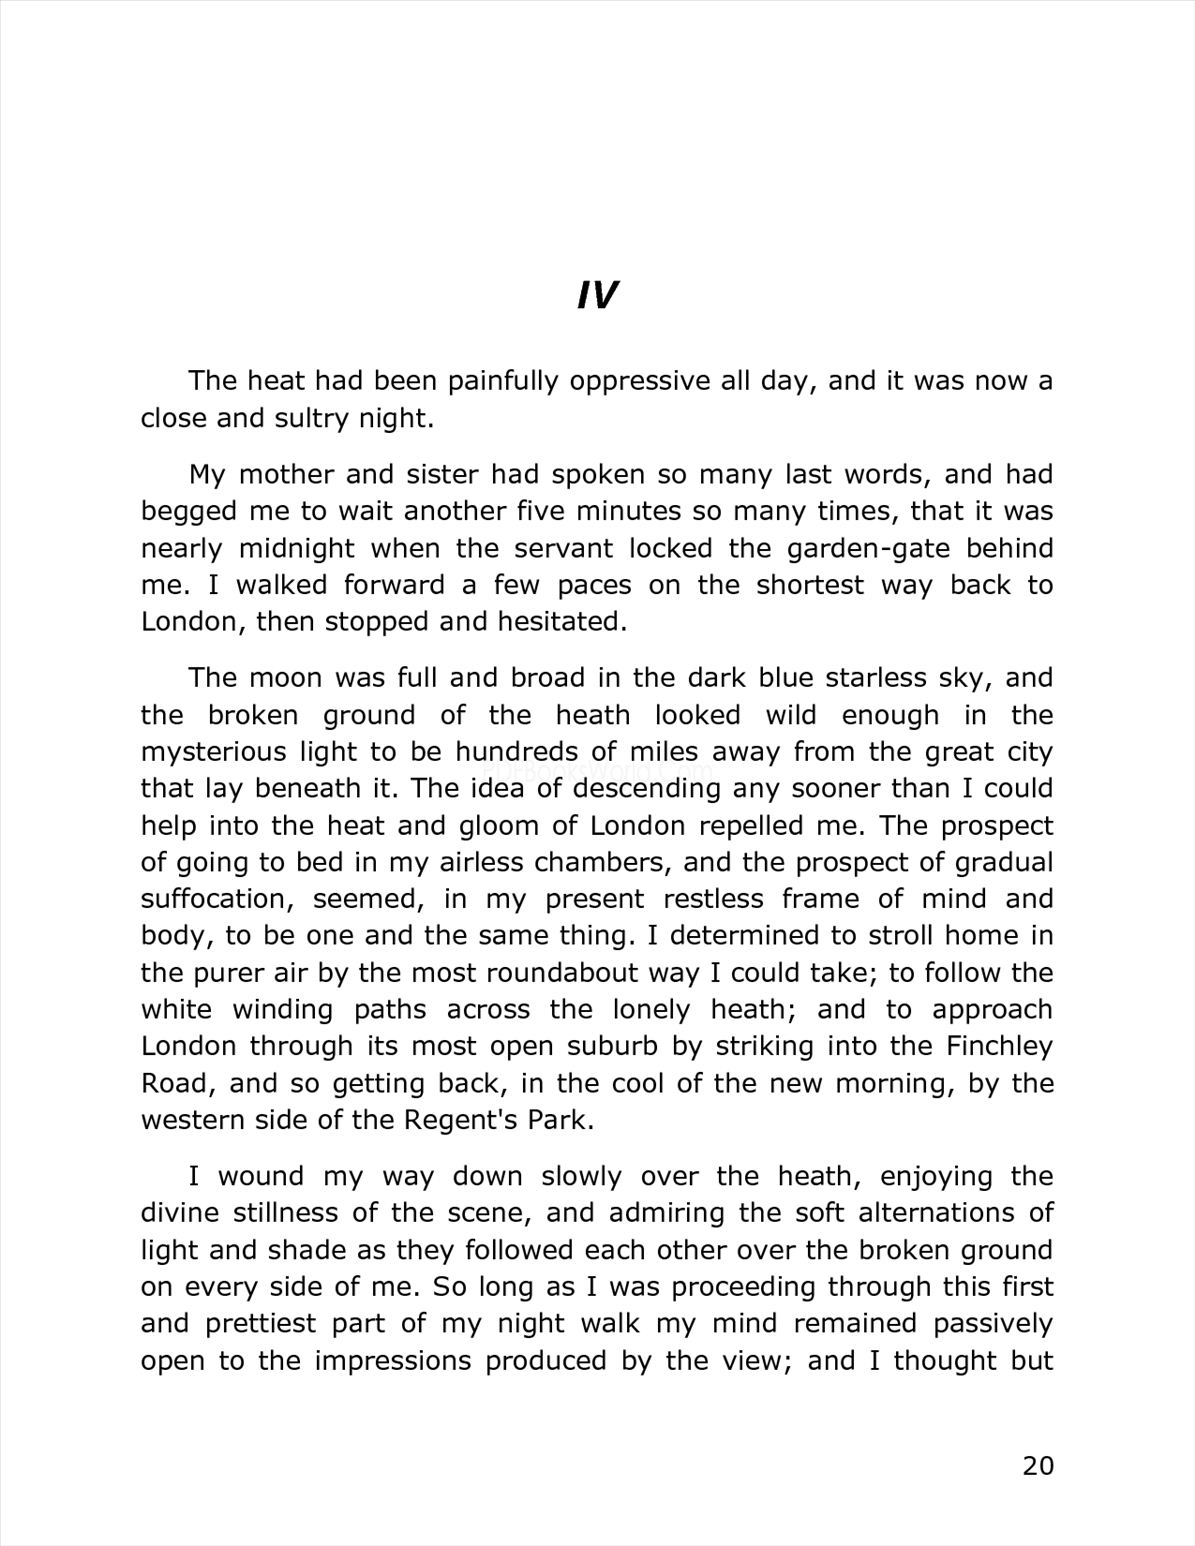 IV
The heat had been painfully oppressive all day, and it was now a
close and sultry night.
My mother and sister had spoken so many last words, and had
begged me to wait another five minutes so many times, that it was
nearly midnight when the servant locked the garden-gate behind
me. I walked forward a few paces on the shortest way back to
London, then stopped and hesitated.
The moon was full and broad in the dark blue starless sky, and
the broken ground of the heath looked wild enough in the
mysterious light to be hundreds of miles away from the great city
that lay beneath it. The idea of descending any sooner than I could
help into the heat and gloom of London repelled me. The prospect
of going to bed in my airless chambers, and the prospect of gradual
suffocation, seemed, in my present restless frame of mind and
body, to be one and the same thing. I determined to stroll home in
the purer air by the most roundabout way I could take; to follow the
white winding paths across the lonely heath; and to approach
London through its most open suburb by striking into the Finchley
Road, and so getting back, in the cool of the new morning, by the
western side of the Regent's Park.
I wound my way down slowly over the heath, enjoying the
divine stillness of the scene, and admiring the soft alternations of
light and shade as they followed each other over the broken ground
on every side of me. So long as I was proceeding through this first
and prettiest part of my night walk my mind remained passively
open to the impressions produced by the view; and I thought but
20